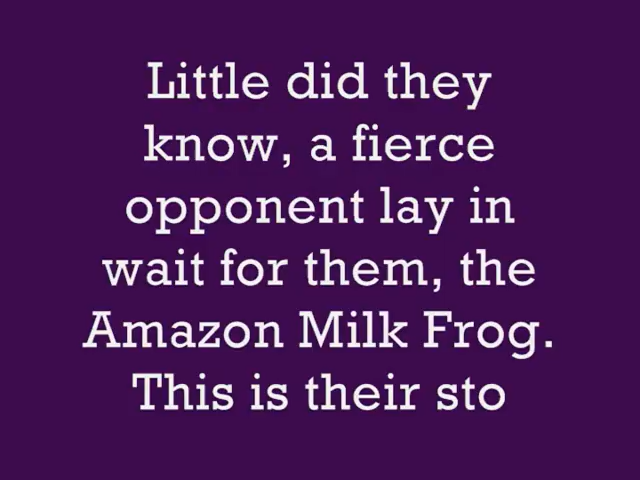 Little did they
know, a fierce
opponent lay in
wait for them, the
Amazon Milk Frog.
This is their sto